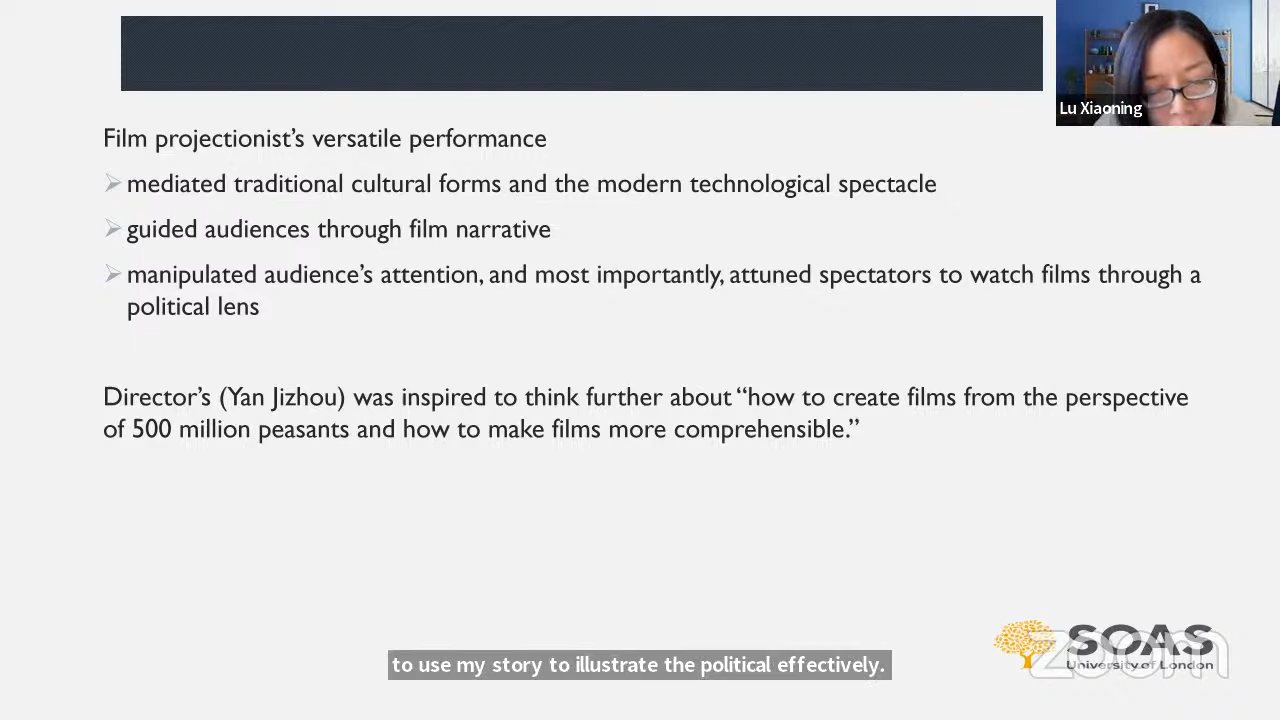 Lu Xiaoning
Film projectionist’s versatile performance
mediated traditional cultural forms and the modern technological spectacle
guided audiences through film narrative
manipulated audience’s attention, and most importantly, attuned spectators to watch films through a
political lens
Director’s (Yan Jizhou) was inspired to think further about “how to create films from the perspective
of 500 million peasants and how to make films more comprehensible.”
SOAS
University of London
zoom
to use my story to illustrate the political effectively.